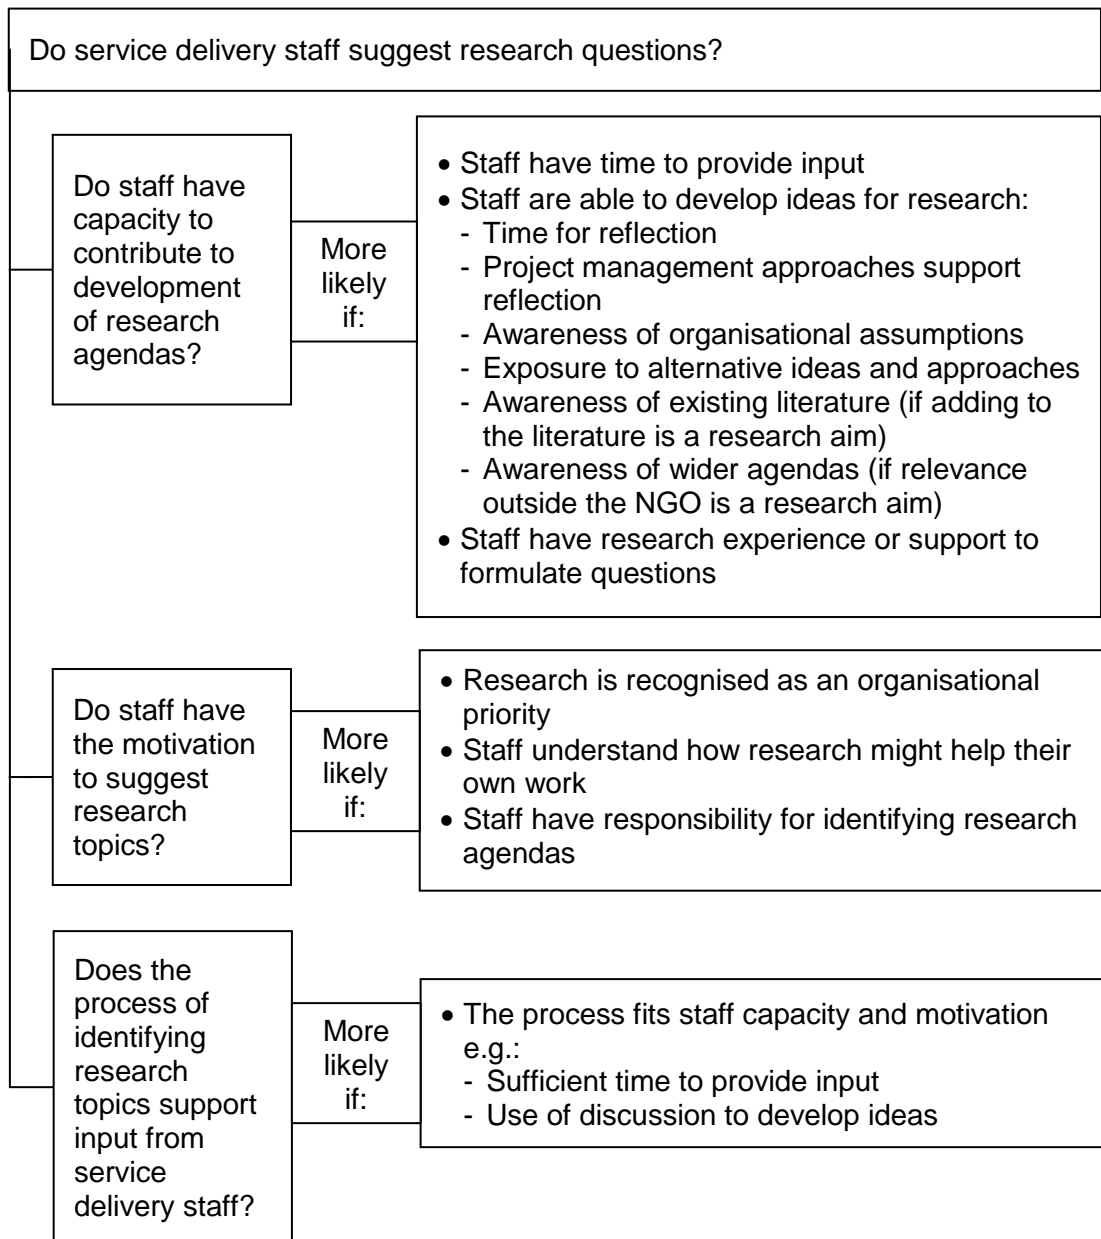 Do service delivery staff suggest research questions?
Do staff have
capacity to
contribute to
development
of research
agendas?
More
likely
if:
• Staff have time to provide input
• Staff are able to develop ideas for research:
- Time for reflection
- Project management approaches support
reflection
- Awareness of organisational assumptions
- Exposure to alternative ideas and approaches
- Awareness of existing literature (if adding to
the literature is a research aim)
- Awareness of wider agendas (if relevance
outside the NGO is a research aim)
• Staff have research experience or support to
formulate questions
Do staff have
the motivation
to suggest
research
topics?
More
likely
if:
• Research is recognised as an organisational
priority
• Staff understand how research might help their
own work
• Staff have responsibility for identifying research
agendas
Does the
process of
identifying
research
topics support
input from
service
delivery staff?
More
likely
if:
• The process fits staff capacity and motivation
e.g.:
- Sufficient time to provide input
- Use of discussion to develop ideas